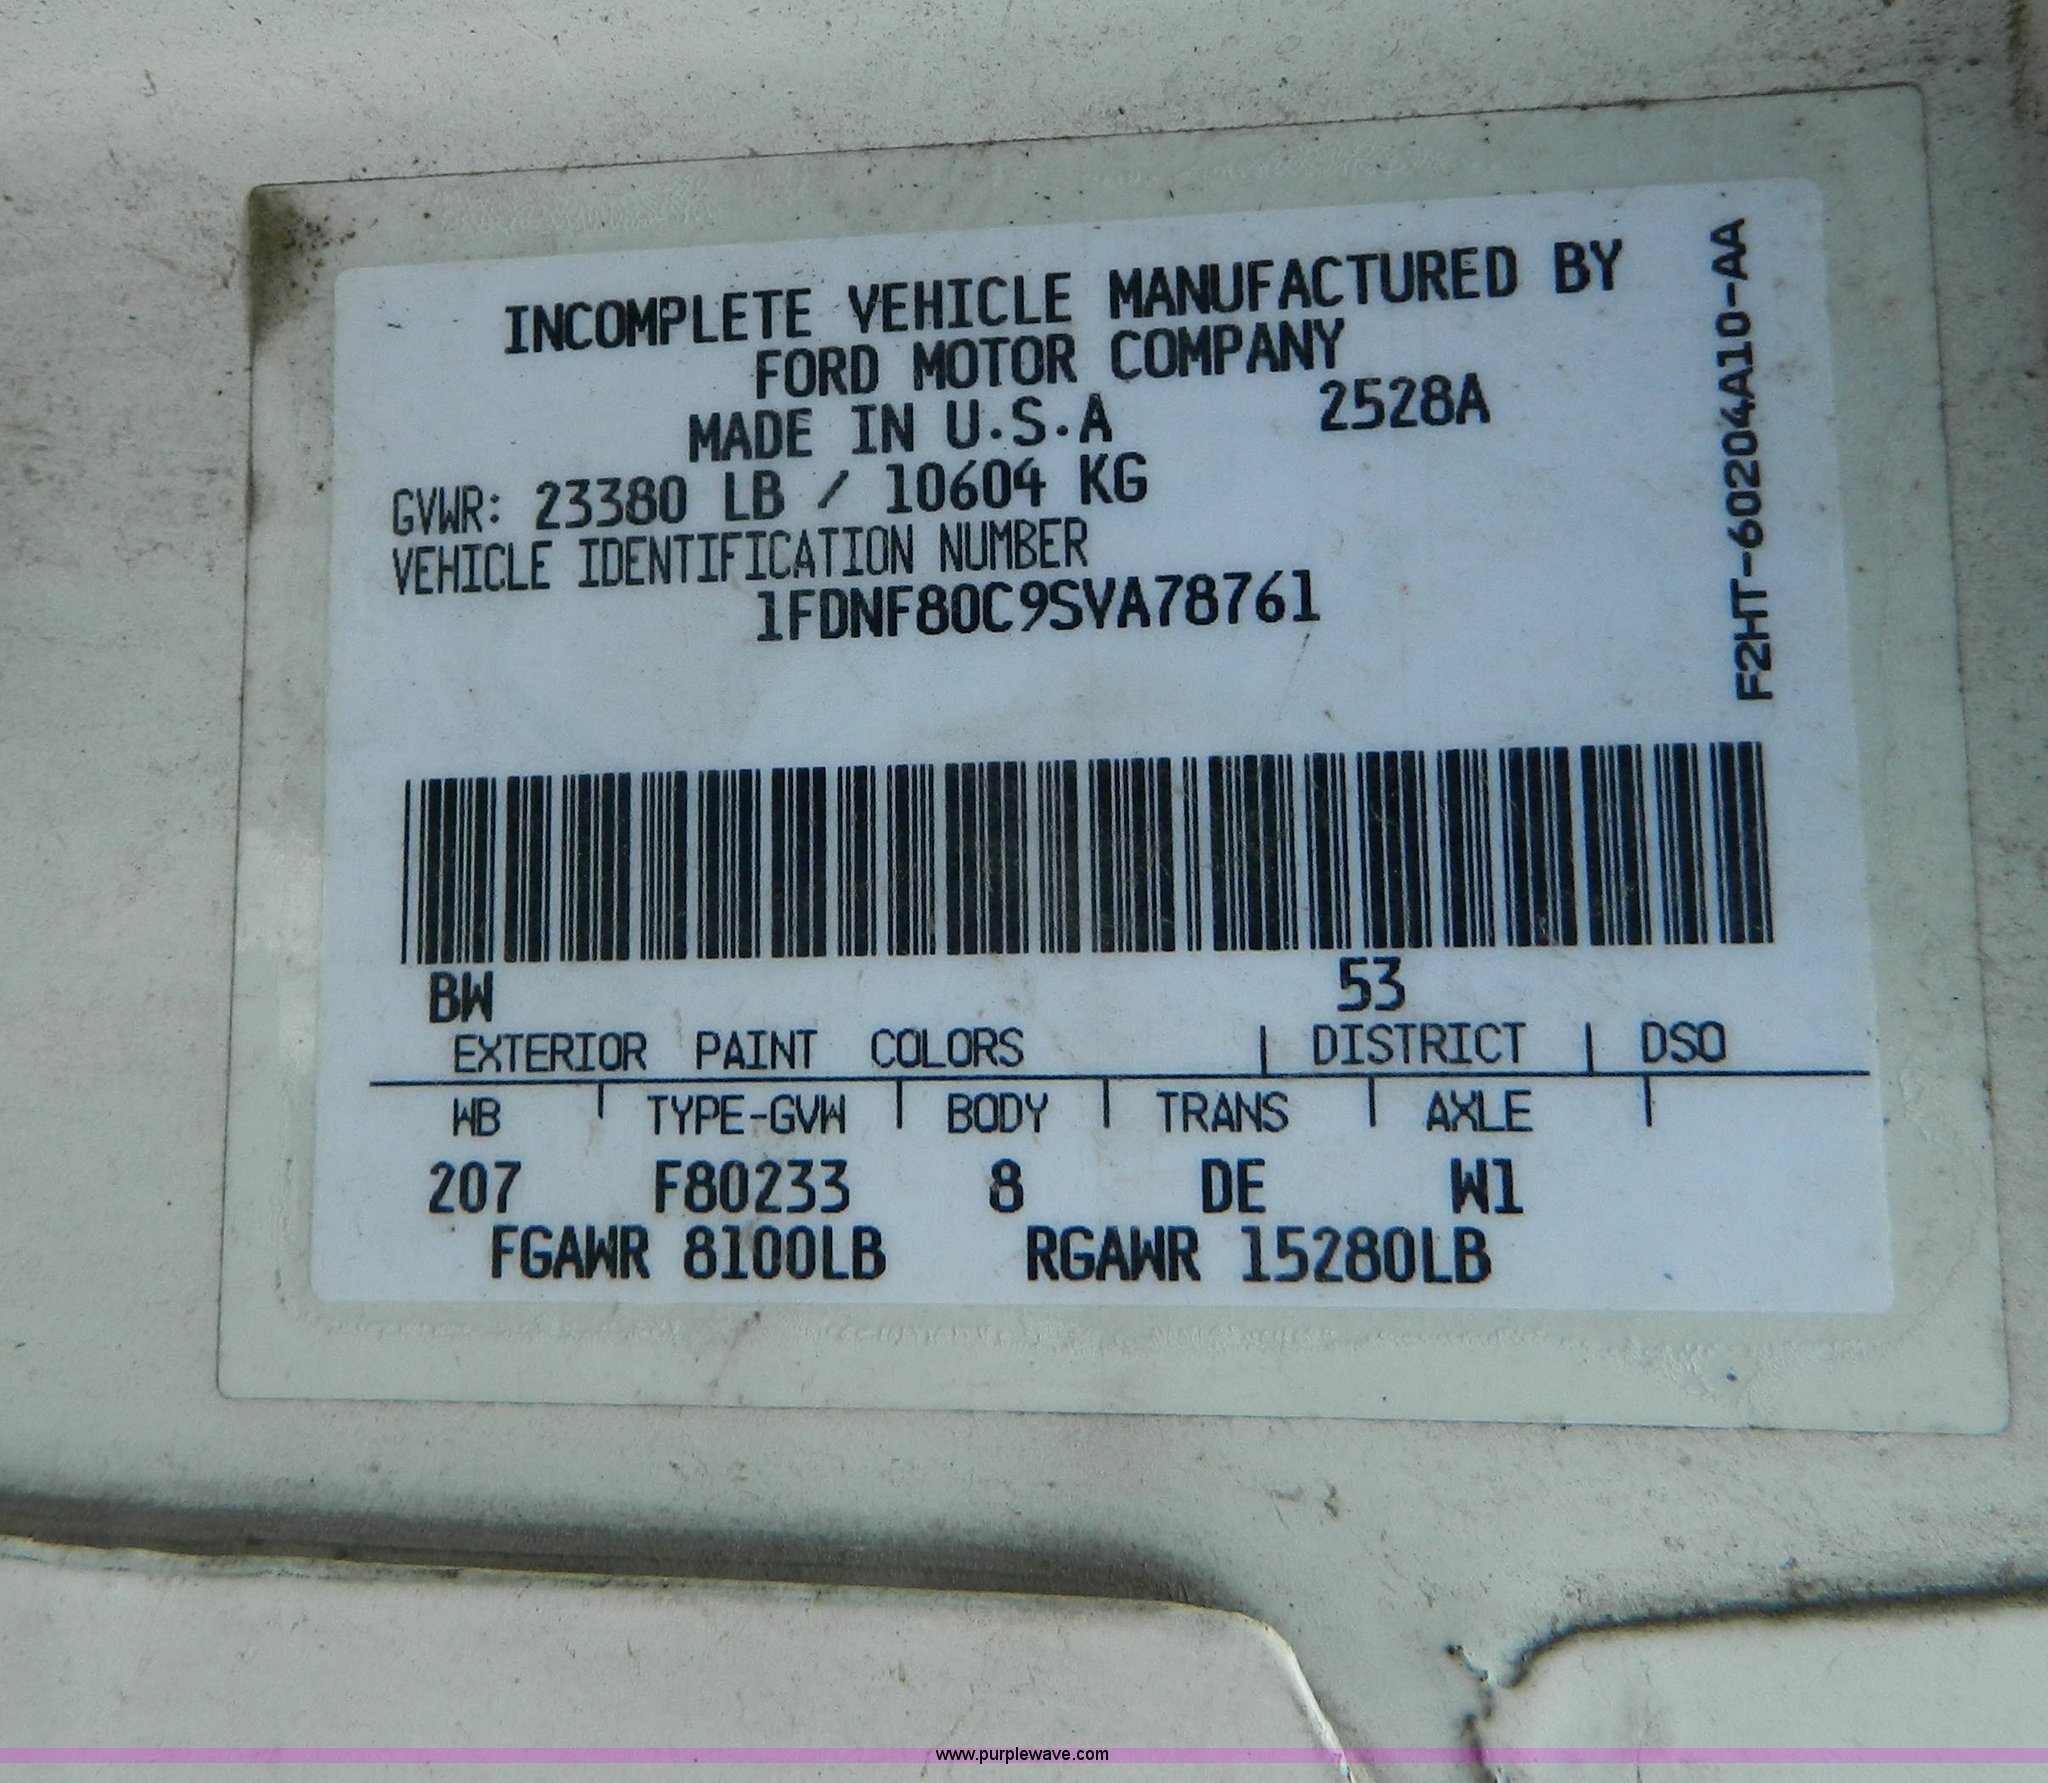 INCOMPLETE VEHICLE MANUFACTURED BY
FORD MOTOR COMPANY
MADE IN U.S.A 2528A
GVWR: 23380 LB / 10604 KG
VEHICLE IDENTIFICATION NUMBER
1FDNF80C9SVA78761
F2HT-60204A10-AA
BW 53
EXTERIOR PAINT COLORS | DISTRICT | DSO
WB | TYPE-GVW | BODY | TRANS | AXLE |
207 F80233 8 DE W1
FGAWR 8100LB RGAWR 15280LB
www.purplewave.com